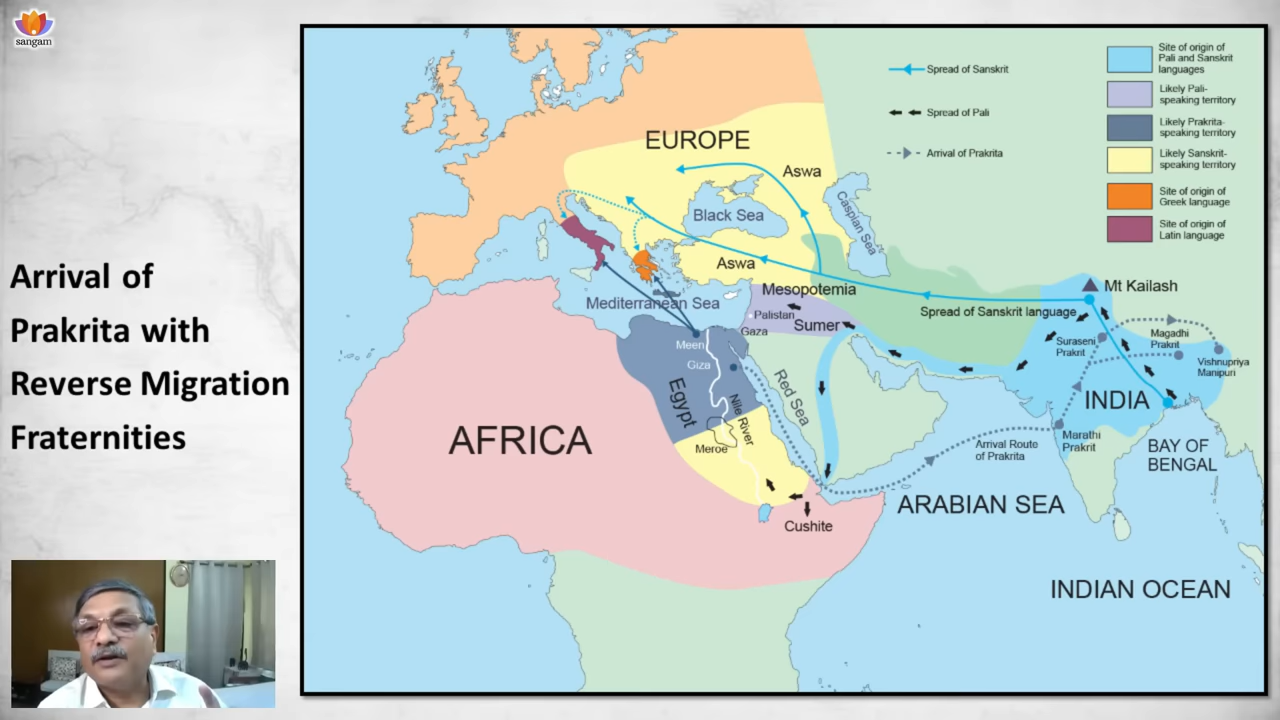 sangam
Arrival of
Prakrita with
Reverse Migration
Fraternities
Spread of Sanskrit
Spread of Pali
Arrival of Prakrita
Site of origin of
Pali and Sanskrit
languages
Likely Pali-
speaking territory
Likely Prakrita-
speaking territory
Likely Sanskrit-
speaking territory
Site of origin of
Greek language
Site of origin of
Latin language
EUROPE
Aswa
Black Sea
Caspian Sea
Aswa
Mesopotemia
Mt Kailash
Mediterranean Sea
Palistan
Sumer
Spread of Sanskrit language
Gaza
Meen
Giza
Suraseni
Prakrit
Magadhi
Prakrit
Vishnupriya
Manipuri
Egypt
Nile River
Red Sea
INDIA
AFRICA
Meroe
Marathi
Prakrit
Arrival Route
of Prakrita
BAY OF
BENGAL
ARABIAN SEA
Cushite
INDIAN OCEAN